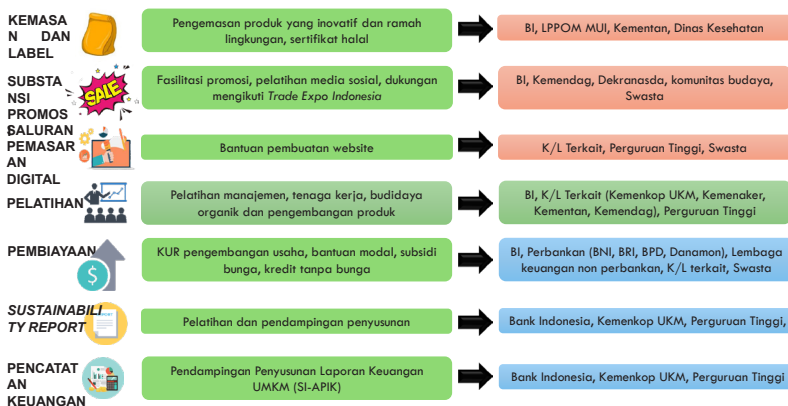 KEMASA
N DAN
LABEL
Pengemasan produk yang inovatif dan ramah
lingkungan, sertifikat halal
BI, LPPOM MUI, Kementan, Dinas Kesehatan
SUBSTA
NSI
PROMOS
I
SALE
Fasilitasi promosi, pelatihan media sosial, dukungan
mengikuti Trade Expo Indonesia
BI, Kemendag, Dekranasda, komunitas budaya,
Swasta
SALURAN
PEMASAR
AN
DIGITAL
Bantuan pembuatan website
K/L Terkait, Perguruan Tinggi, Swasta
PELATIHAN
Pelatihan manajemen, tenaga kerja, budidaya
organik dan pengembangan produk
BI, K/L Terkait (Kemenkop UKM, Kemenaker,
Kementan, Kemendag), Perguruan Tinggi
PEMBIAYAAN
$
KUR pengembangan usaha, bantuan modal, subsidi
bunga, kredit tanpa bunga
BI, Perbankan (BNI, BRI, BPD, Danamon), Lembaga
keuangan non perbankan, K/L terkait, Swasta
SUSTAINABILI
TY REPORT
Pelatihan dan pendampingan penyusunan
Bank Indonesia, Kemenkop UKM, Perguruan Tinggi,
PENCATAT
AN
KEUANGAN
Pendampingan Penyusunan Laporan Keuangan
UMKM (SI-APIK)
Bank Indonesia, Kemenkop UKM, Perguruan Tinggi